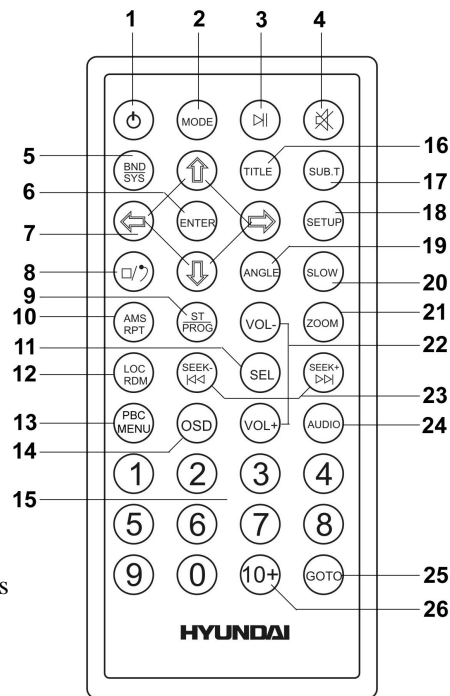 1 2 3 4
MODE
5 BND SYS TITLE SUB.T 16
17
6 ENTER SETUP 18
7
8 ANGLE SLOW 19
20
9 ST PROG
10 AMS RPT VOL- ZOOM 21
22
11
12 LOC RDM SEEK- SEL SEEK+ 23
13 PBC MENU OSD VOL+ AUDIO 24
14
1 2 3 4
15
5 6 7 8
s
9 0 10+ GOTO 25
26
HYUNDAI